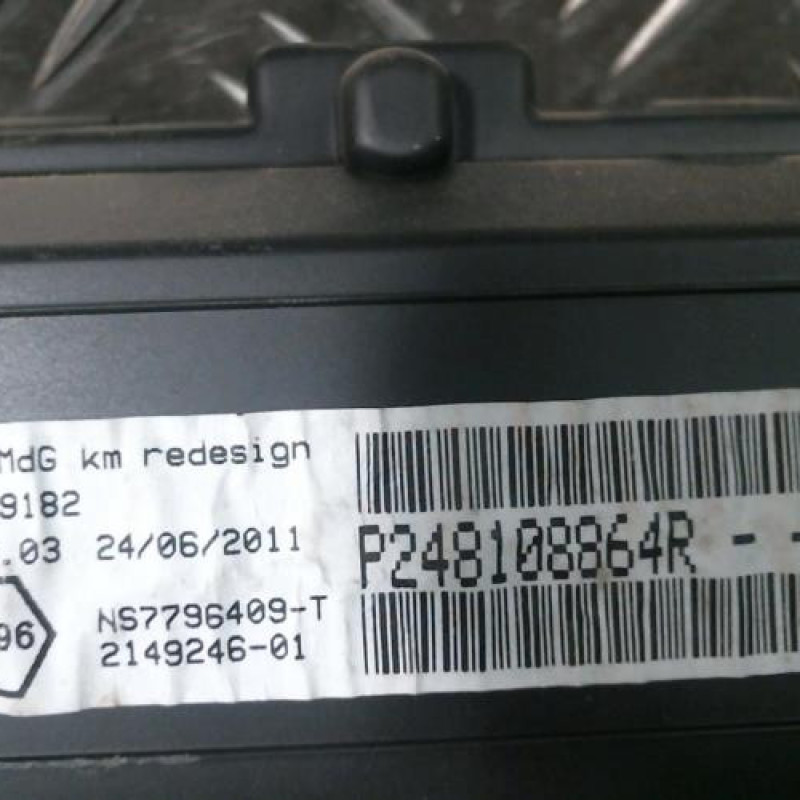 MdG km redesign
9182
.03 24/06/2011
P248108864R - -
96
NS7796409-T
2149246-01